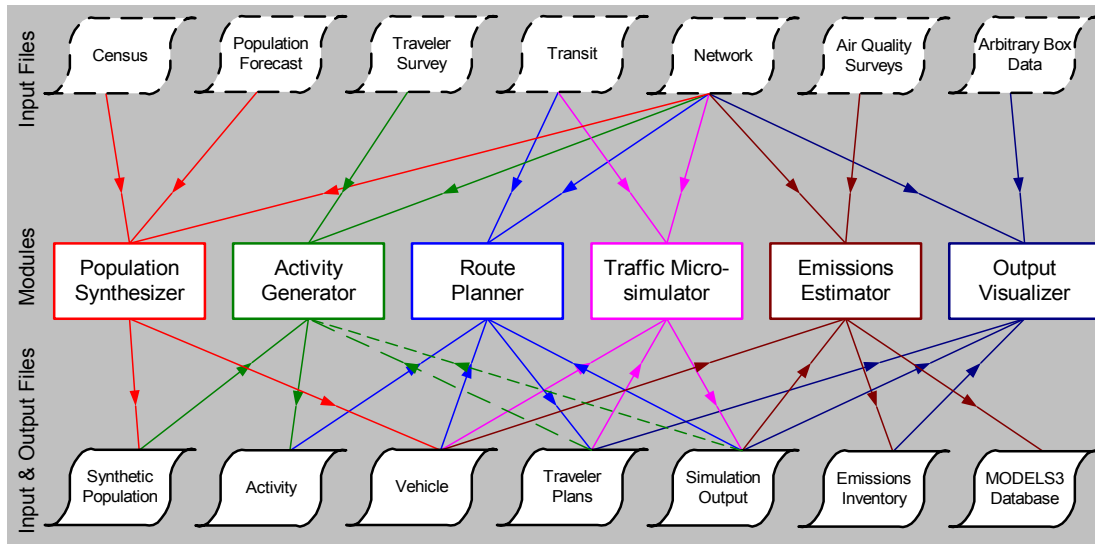 Input Files
Census
Population
Forecast
Traveler
Survey
Transit
Network
Air Quality
Surveys
Arbitrary Box
Data
Modules
Population
Synthesizer
Activity
Generator
Route
Planner
Traffic Micro-
simulator
Emissions
Estimator
Output
Visualizer
Input & Output Files
Synthetic
Population
Activity
Vehicle
Traveler
Plans
Simulation
Output
Emissions
Inventory
MODELS3
Database